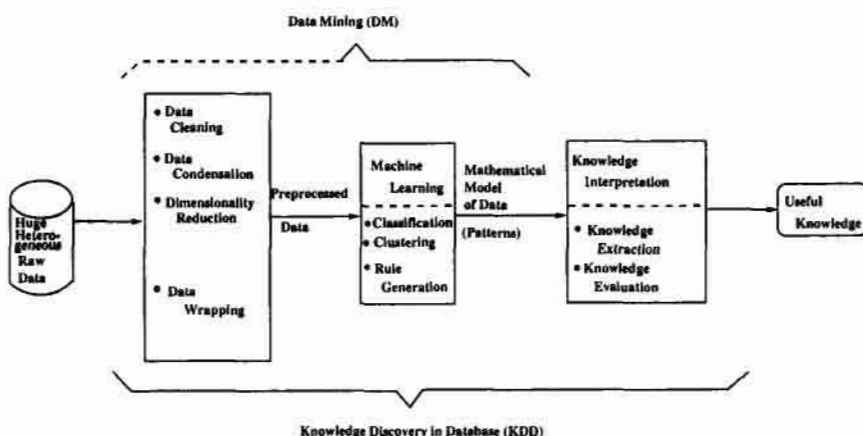 Data Mining (DM)
Huge
Hetero-
geneous
Raw
Data
• Data
Cleaning
• Data
Condensation
• Dimensionality
Reduction
• Data
Wrapping
Preprocessed
Data
Machine
Learning
• Classification
• Clustering
• Rule
Generation
Mathematical
Model
of Data
(Patterns)
Knowledge
Interpretation
• Knowledge
Extraction
• Knowledge
Evaluation
Useful
Knowledge
Knowledge Discovery in Database (KDD)